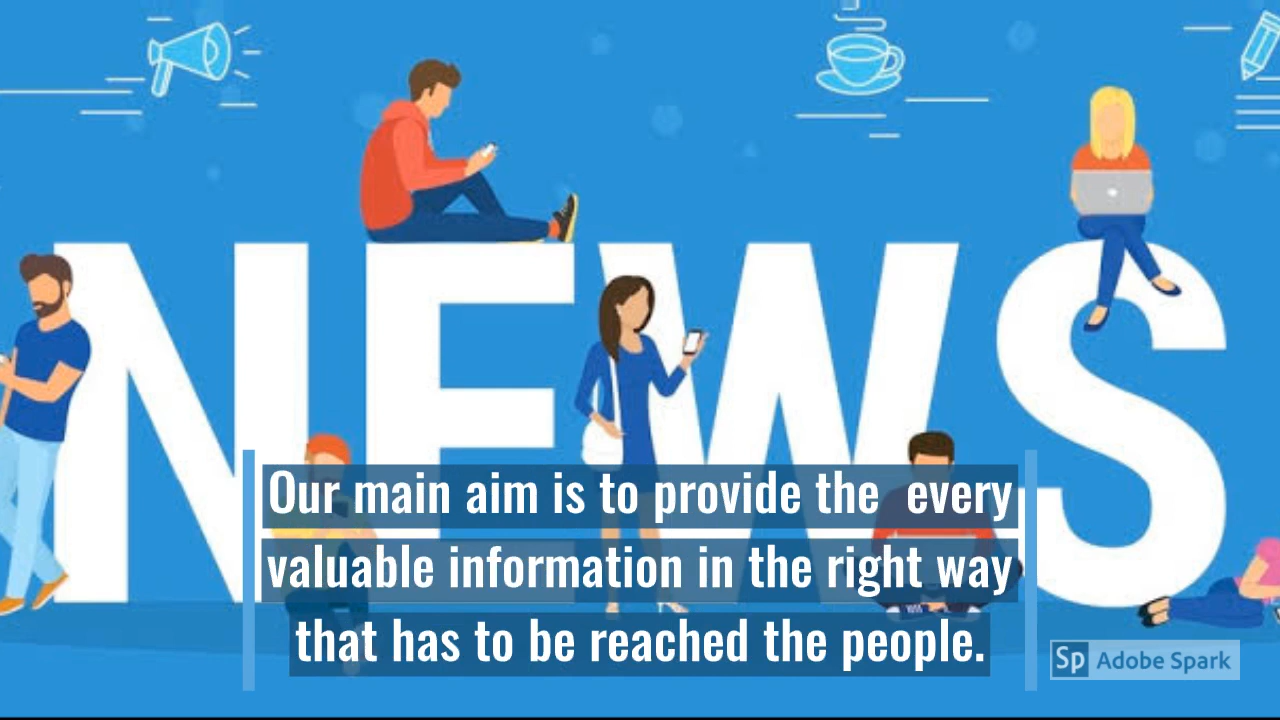 NEWS
Our main aim is to provide the  every
valuable information in the right way
that has to be reached the people.
Sp Adobe Spark